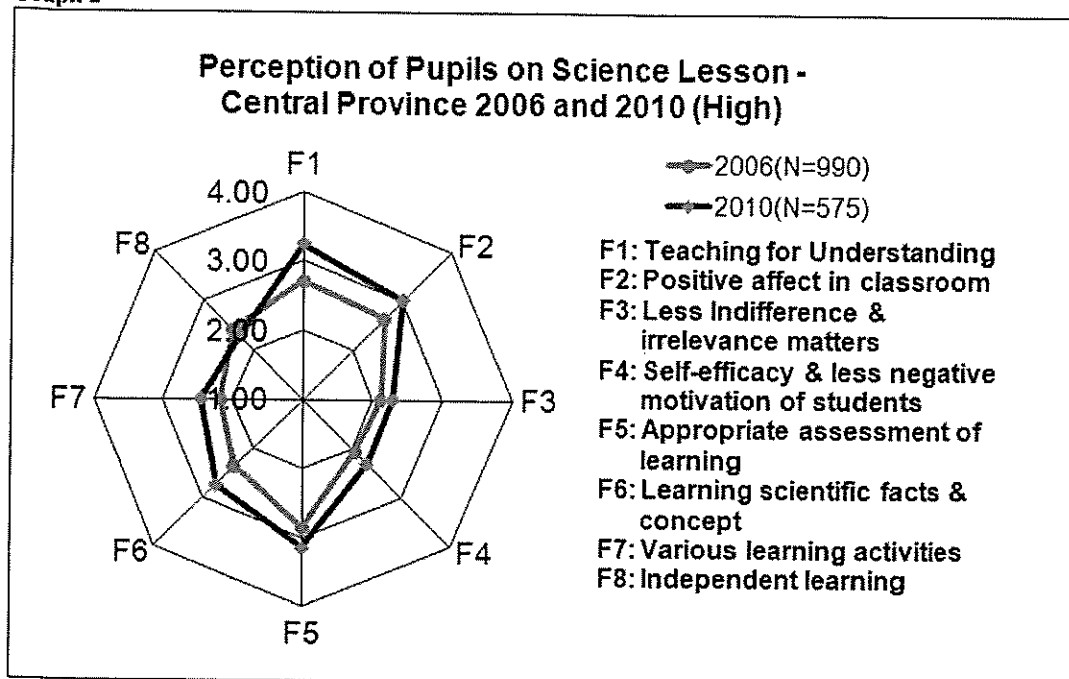 Perception of Pupils on Science Lesson -
Central Province 2006 and 2010 (High)
F1
4.00
3.00
2.00
1.00
F2
F3
F4
F5
F6
F7
F8
2006(N=990)
2010(N=575)
F1: Teaching for Understanding
F2: Positive affect in classroom
F3: Less Indifference &
irrelevance matters
F4: Self-efficacy & less negative
motivation of students
F5: Appropriate assessment of
learning
F6: Learning scientific facts &
concept
F7: Various learning activities
F8: Independent learning